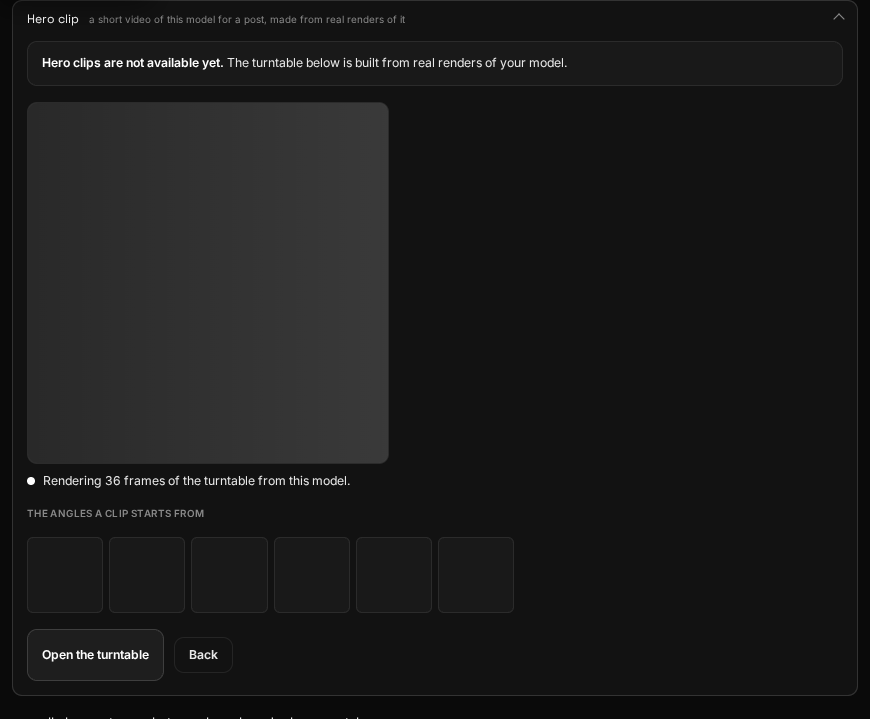 Hero clip a short video of this model for a post, made from real renders of it
Hero clips are not available yet. The turntable below is built from real renders of your model.
Rendering 36 frames of the turntable from this model.
THE ANGLES A CLIP STARTS FROM
Open the turntable
Back